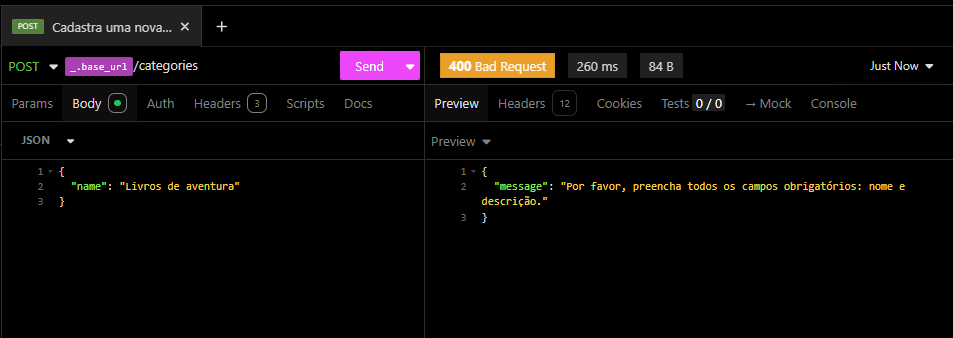 POST Cadastra uma nova... × +
POST _.base_url /categories Send
400 Bad Request 260 ms 84 B Just Now
Params Body Auth Headers 3 Scripts Docs
Preview Headers 12 Cookies Tests 0 / 0 → Mock Console
JSON
Preview
1 {
2 "name": "Livros de aventura"
3 }
1 {
2 "message": "Por favor, preencha todos os campos obrigatórios: nome e
descrição."
3 }